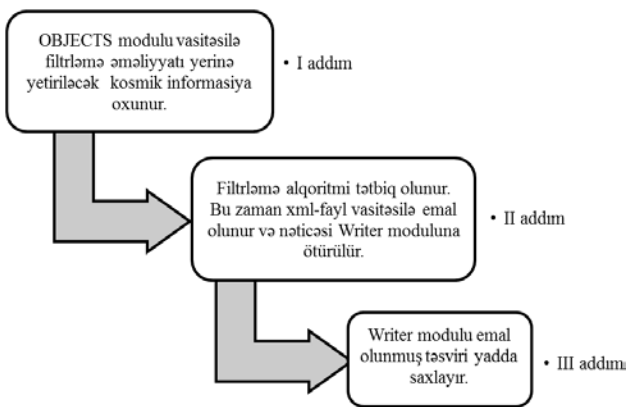 OBJECTS modulu vasitəsilə
filtrləmə əməliyyatı yerinə
yetiriləcək kosmik informasiya
oxunur.
• I addım
Filtrləmə alqoritmi tətbiq olunur.
Bu zaman xml-fayl vasitəsilə emal
olunur və nəticəsi Writer moduluna
ötürülür.
• II addım
Writer modulu emal
olunmuş təsviri yadda
saxlayır.
• III addım